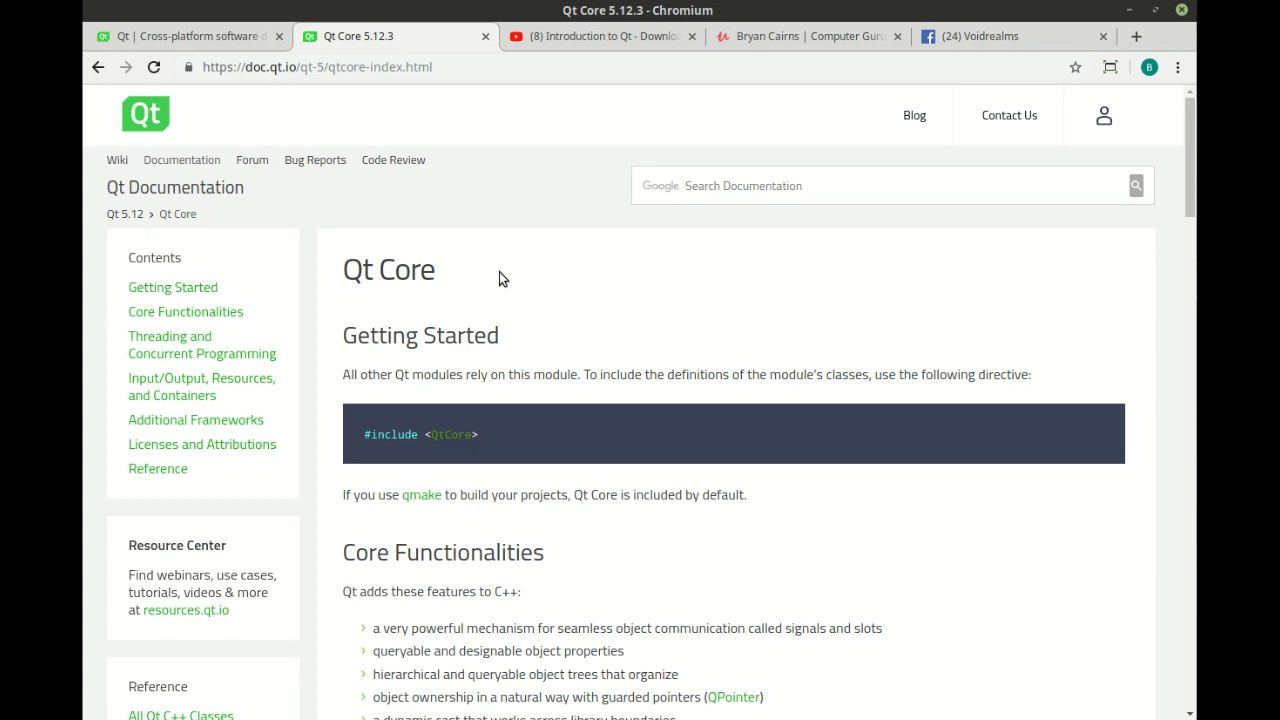 Qt Core 5.12.3 - Chromium
Qt | Cross-platform software d
Qt Core 5.12.3
(8) Introduction to Qt - Downlo
Bryan Cairns | Computer Guru
(24) Voidrealms
https://doc.qt.io/qt-5/qtcore-index.html
B
Qt
Blog
Contact Us
Wiki Documentation Forum Bug Reports Code Review
Qt Documentation
Google Search Documentation
Qt 5.12 › Qt Core
Contents
Getting Started
Core Functionalities
Threading and
Concurrent Programming
Input/Output, Resources,
and Containers
Additional Frameworks
Licenses and Attributions
Reference
Resource Center
Find webinars, use cases,
tutorials, videos & more
at resources.qt.io
Reference
All Qt C++ Classes
Qt Core
Getting Started
All other Qt modules rely on this module. To include the definitions of the module's classes, use the following directive:
#include <QtCore>
If you use qmake to build your projects, Qt Core is included by default.
Core Functionalities
Qt adds these features to C++:
› a very powerful mechanism for seamless object communication called signals and slots
› queryable and designable object properties
› hierarchical and queryable object trees that organize
› object ownership in a natural way with guarded pointers (QPointer)
› a dynamic cast that works across library boundaries